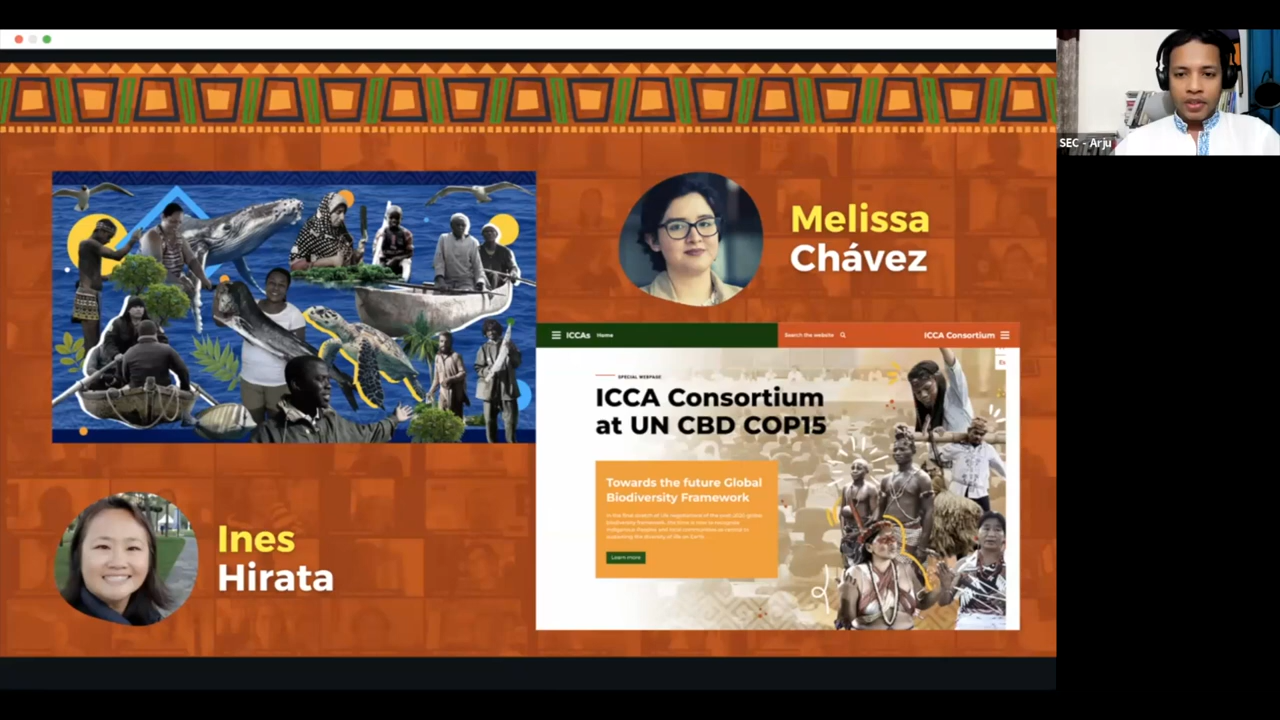 SEC - Arju
Melissa
Chávez
ICCAs Home
Search the website
ICCA Consortium
Es
SPECIAL WEBPAGE
ICCA Consortium
at UN CBD COP15
Towards the future Global
Biodiversity Framework
Learn more
Ines
Hirata